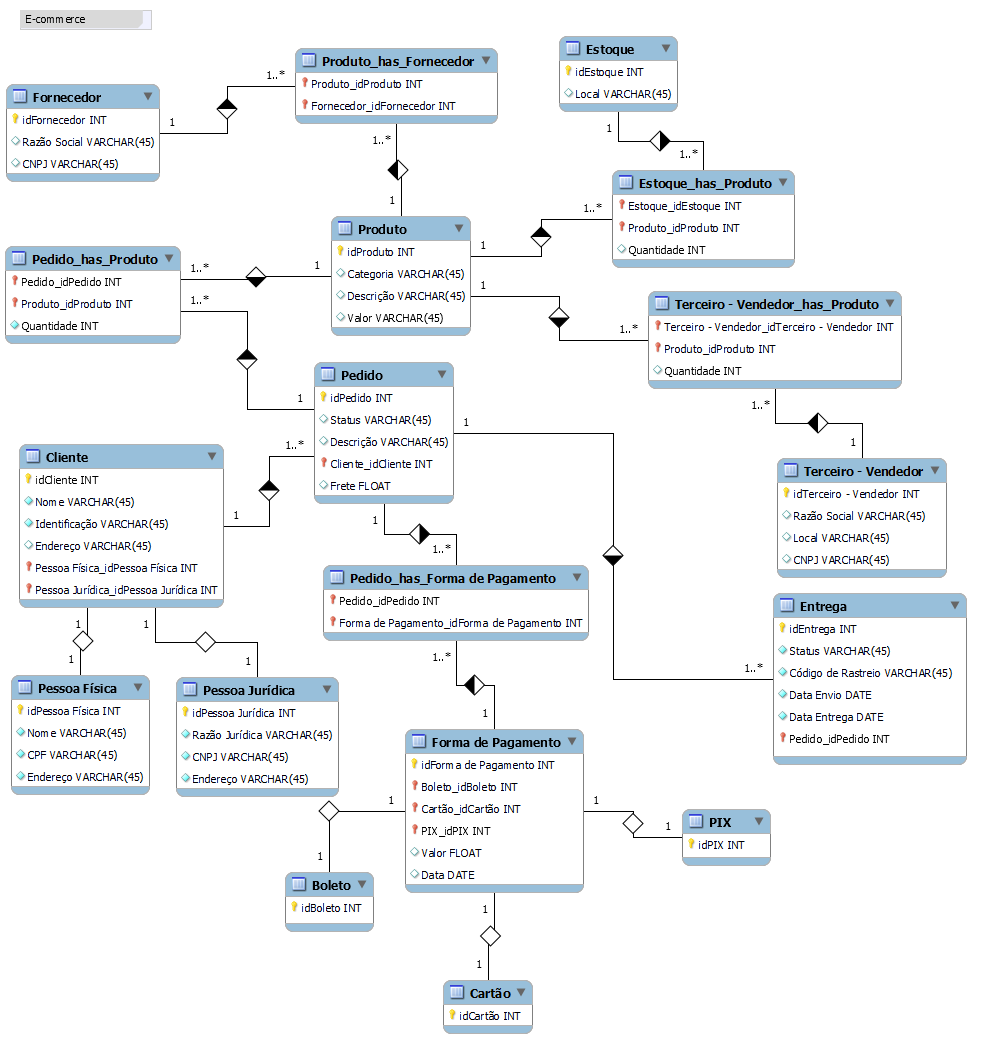 E-commerce
Fornecedor
idFornecedor INT
Razão Social VARCHAR(45)
CNPJ VARCHAR(45)
1
1..*
Produto_has_Fornecedor
Produto_idProduto INT
Fornecedor_idFornecedor INT
1..*
1
Estoque
idEstoque INT
Local VARCHAR(45)
1
1..*
Estoque_has_Produto
Estoque_idEstoque INT
Produto_idProduto INT
Quantidade INT
Produto
idProduto INT
Categoria VARCHAR(45)
Descrição VARCHAR(45)
Valor VARCHAR(45)
1
1..*
1
1..*
Pedido_has_Produto
Pedido_idPedido INT
Produto_idProduto INT
Quantidade INT
1..*
1
1..*
1
Terceiro - Vendedor_has_Produto
Terceiro - Vendedor_idTerceiro - Vendedor INT
Produto_idProduto INT
Quantidade INT
1..*
1
Terceiro - Vendedor
idTerceiro - Vendedor INT
Razão Social VARCHAR(45)
Local VARCHAR(45)
CNPJ VARCHAR(45)
Pedido
idPedido INT
Status VARCHAR(45)
Descrição VARCHAR(45)
Cliente_idCliente INT
Frete FLOAT
1
1..*
Cliente
idCliente INT
Nome VARCHAR(45)
Identificação VARCHAR(45)
Endereço VARCHAR(45)
Pessoa Física_idPessoa Física INT
Pessoa Jurídica_idPessoa Jurídica INT
1
1..*
1
1
1
1
Pessoa Física
idPessoa Física INT
Nome VARCHAR(45)
CPF VARCHAR(45)
Endereço VARCHAR(45)
Pessoa Jurídica
idPessoa Jurídica INT
Razão Jurídica VARCHAR(45)
CNPJ VARCHAR(45)
Endereço VARCHAR(45)
1
1..*
Pedido_has_Forma de Pagamento
Pedido_idPedido INT
Forma de Pagamento_idForma de Pagamento INT
1..*
1
Entrega
idEntrega INT
Status VARCHAR(45)
Código de Rastreio VARCHAR(45)
Data Envio DATE
Data Entrega DATE
Pedido_idPedido INT
Forma de Pagamento
idForma de Pagamento INT
Boleto_idBoleto INT
Cartão_idCartão INT
PIX_idPIX INT
Valor FLOAT
Data DATE
1
1
Boleto
idBoleto INT
1
1
PIX
idPIX INT
1
1
Cartão
idCartão INT